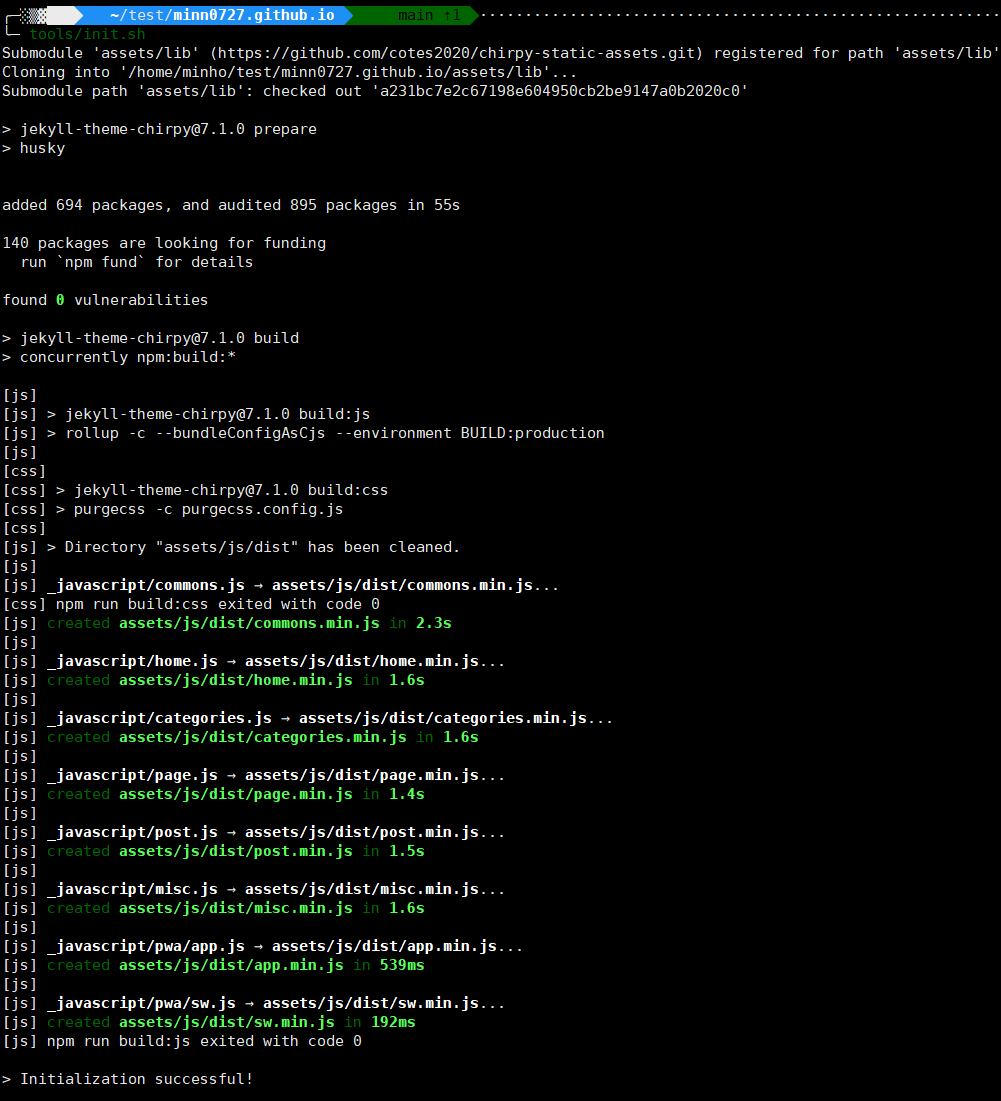 ~/test/minn0727.github.io main ↑1
tools/init.sh
Submodule 'assets/lib' (https://github.com/cotes2020/chirpy-static-assets.git) registered for path 'assets/lib'
Cloning into '/home/minho/test/minn0727.github.io/assets/lib'...
Submodule path 'assets/lib': checked out 'a231bc7e2c67198e604950cb2be9147a0b2020c0'
> jekyll-theme-chirpy@7.1.0 prepare
> husky
added 694 packages, and audited 895 packages in 55s
140 packages are looking for funding
run `npm fund` for details
found 0 vulnerabilities
> jekyll-theme-chirpy@7.1.0 build
> concurrently npm:build:*
[js]
[js] > jekyll-theme-chirpy@7.1.0 build:js
[js] > rollup -c --bundleConfigAsCjs --environment BUILD:production
[js]
[css]
[css] > jekyll-theme-chirpy@7.1.0 build:css
[css] > purgecss -c purgecss.config.js
[css]
[js] > Directory "assets/js/dist" has been cleaned.
[js]
[js] _javascript/commons.js → assets/js/dist/commons.min.js...
[css] npm run build:css exited with code 0
[js] created assets/js/dist/commons.min.js in 2.3s
[js]
[js] _javascript/home.js → assets/js/dist/home.min.js...
[js] created assets/js/dist/home.min.js in 1.6s
[js]
[js] _javascript/categories.js → assets/js/dist/categories.min.js...
[js] created assets/js/dist/categories.min.js in 1.6s
[js]
[js] _javascript/page.js → assets/js/dist/page.min.js...
[js] created assets/js/dist/page.min.js in 1.4s
[js]
[js] _javascript/post.js → assets/js/dist/post.min.js...
[js] created assets/js/dist/post.min.js in 1.5s
[js]
[js] _javascript/misc.js → assets/js/dist/misc.min.js...
[js] created assets/js/dist/misc.min.js in 1.6s
[js]
[js] _javascript/pwa/app.js → assets/js/dist/app.min.js...
[js] created assets/js/dist/app.min.js in 539ms
[js]
[js] _javascript/pwa/sw.js → assets/js/dist/sw.min.js...
[js] created assets/js/dist/sw.min.js in 192ms
[js] npm run build:js exited with code 0
> Initialization successful!